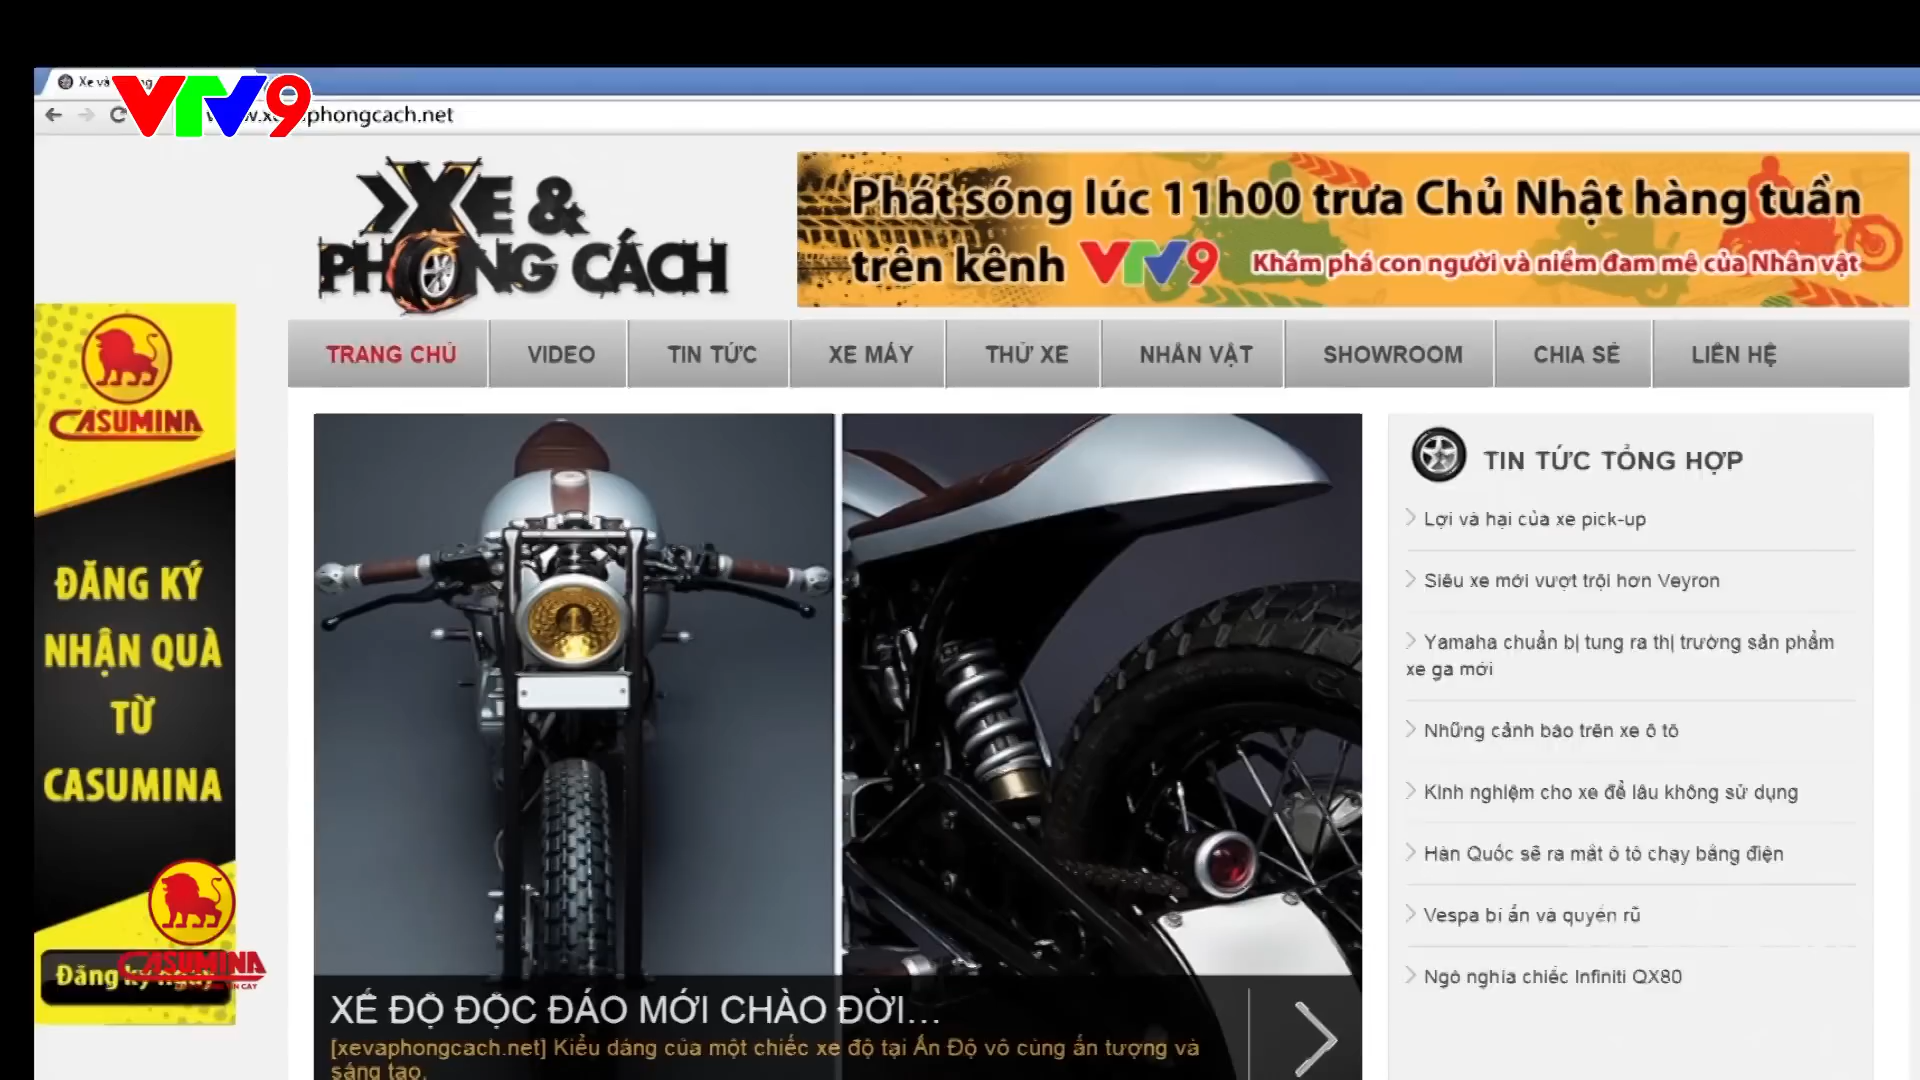 Xe và
VTV9
phongcach.net
XE &
PHONG CÁCH
Phát sóng lúc 11h00 trưa Chủ Nhật hàng tuần
trên kênh VTV9 Khám phá con người và niềm đam mê của Nhân vật
TRANG CHỦ VIDEO TIN TỨC XE MÁY THỬ XE NHÂN VẬT SHOWROOM CHIA SẺ LIÊN HỆ
CASUMINA
ĐĂNG KÝ
NHẬN QUÀ
TỪ
CASUMINA
Đăng ký ngay
CASUMINA
XẾ ĐỘ ĐỘC ĐÁO MỚI CHÀO ĐỜI...
[xevaphongcach.net] Kiểu dáng của một chiếc xe độ tại Ấn Độ vô cùng ấn tượng và
sáng tạo.
TIN TỨC TỔNG HỢP
Lợi và hại của xe pick-up
Siêu xe mới vượt trội hơn Veyron
Yamaha chuẩn bị tung ra thị trường sản phẩm
xe ga mới
Những cảnh báo trên xe ô tô
Kinh nghiệm cho xe để lâu không sử dụng
Hàn Quốc sẽ ra mắt ô tô chạy bằng điện
Vespa bí ẩn và quyến rũ
Ngộ nghĩa chiếc Infiniti QX80